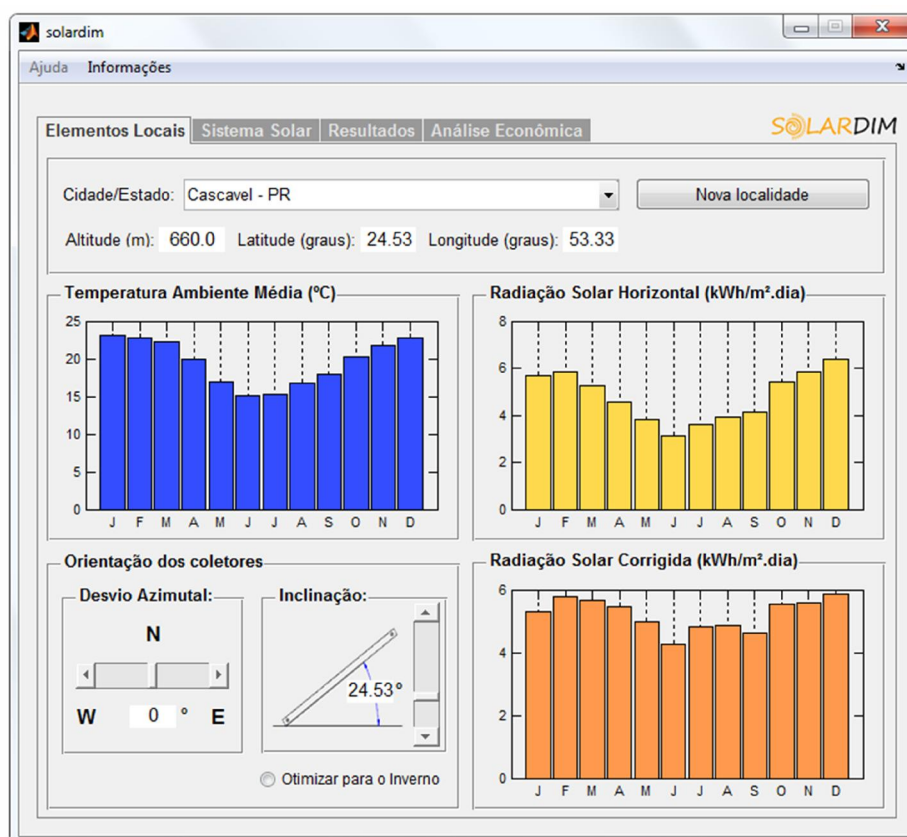 solardim
Ajuda Informações
Elementos Locais Sistema Solar Resultados Análise Econômica SOLARDIM
Cidade/Estado: Cascavel - PR Nova localidade
Altitude (m): 660.0 Latitude (graus): 24.53 Longitude (graus): 53.33
Temperatura Ambiente Média (ºC)
25
20
15
10
5
0
J F M A M J J A S O N D
Radiação Solar Horizontal (kWh/m².dia)
8
6
4
2
0
J F M A M J J A S O N D
Orientação dos coletores
Desvio Azimutal:
N
W 0 º E
Inclinação:
24.53°
Otimizar para o Inverno
Radiação Solar Corrigida (kWh/m².dia)
6
4
2
0
J F M A M J J A S O N D